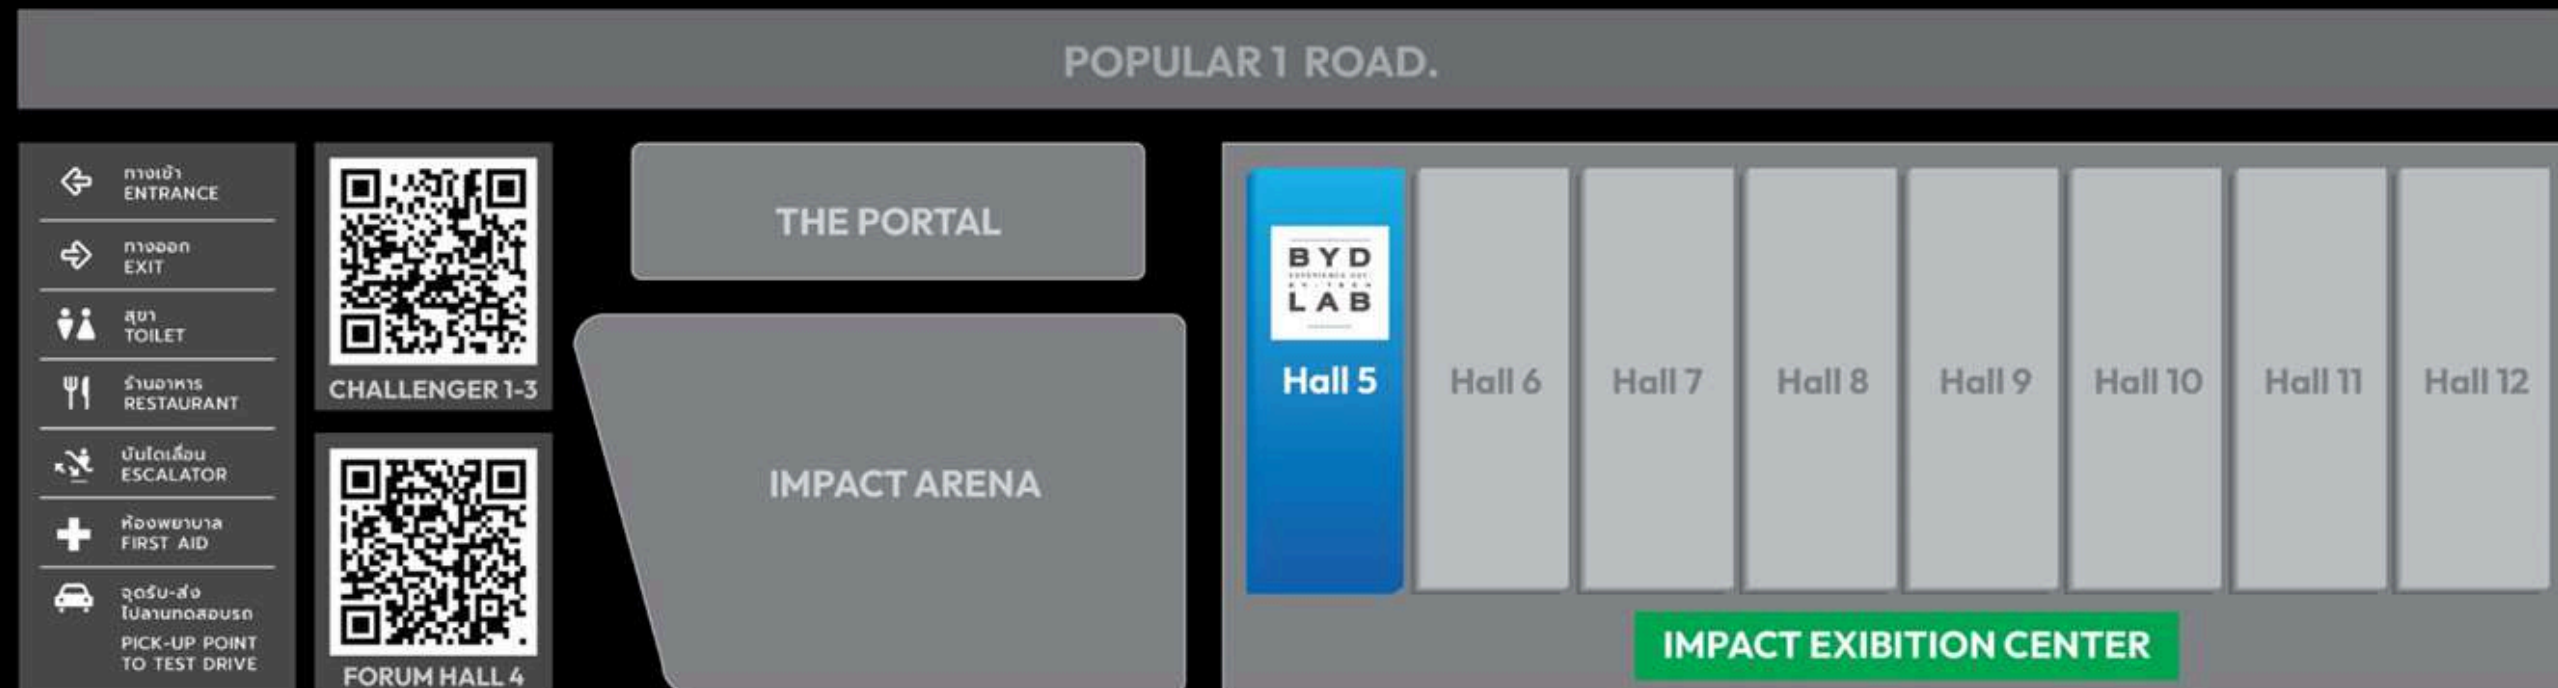 POPULAR 1 ROAD.
ทางเข้า
ENTRANCE
ทางออก
EXIT
สุขา
TOILET
ร้านอาหาร
RESTAURANT
บันไดเลื่อน
ESCALATOR
ห้องพยาบาล
FIRST AID
จุดรับ-ส่ง
ไปลานทดสอบรถ
PICK-UP POINT
TO TEST DRIVE
CHALLENGER 1-3
FORUM HALL 4
THE PORTAL
IMPACT ARENA
BYD
LAB
Hall 5
Hall 6
Hall 7
Hall 8
Hall 9
Hall 10
Hall 11
Hall 12
IMPACT EXIBITION CENTER